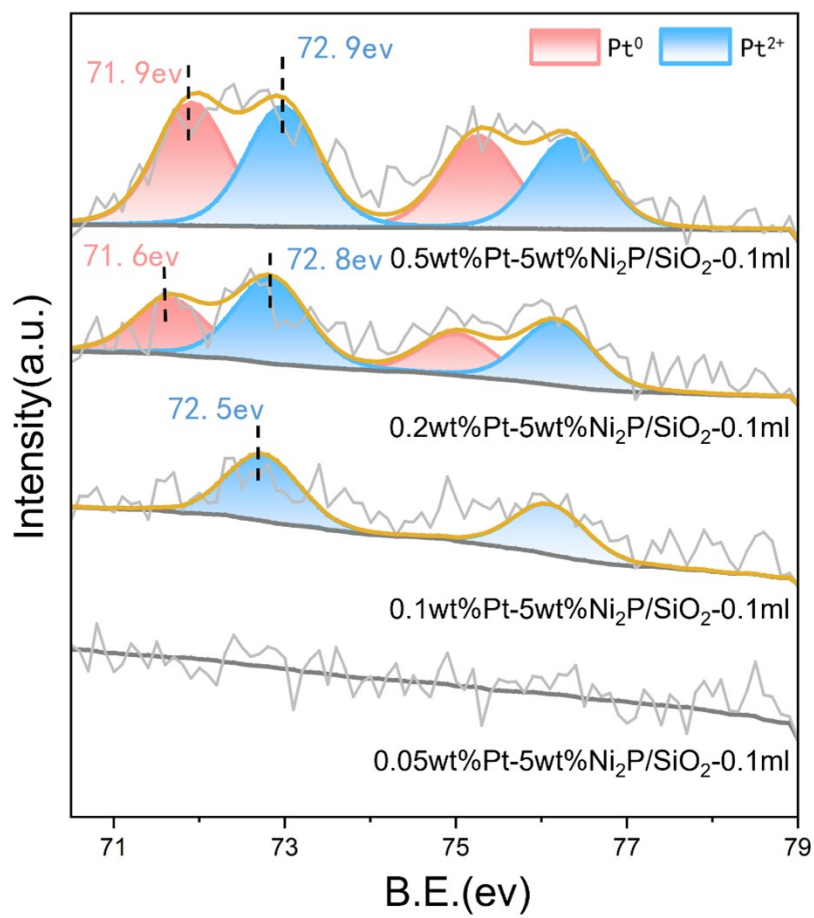 Pt⁰ Pt²⁺
71.9ev 72.9ev
0.5wt%Pt-5wt%Ni₂P/SiO₂-0.1ml
71.6ev 72.8ev
0.2wt%Pt-5wt%Ni₂P/SiO₂-0.1ml
72.5ev
0.1wt%Pt-5wt%Ni₂P/SiO₂-0.1ml
0.05wt%Pt-5wt%Ni₂P/SiO₂-0.1ml
Intensity(a.u.)
71 73 75 77 79
B.E.(ev)